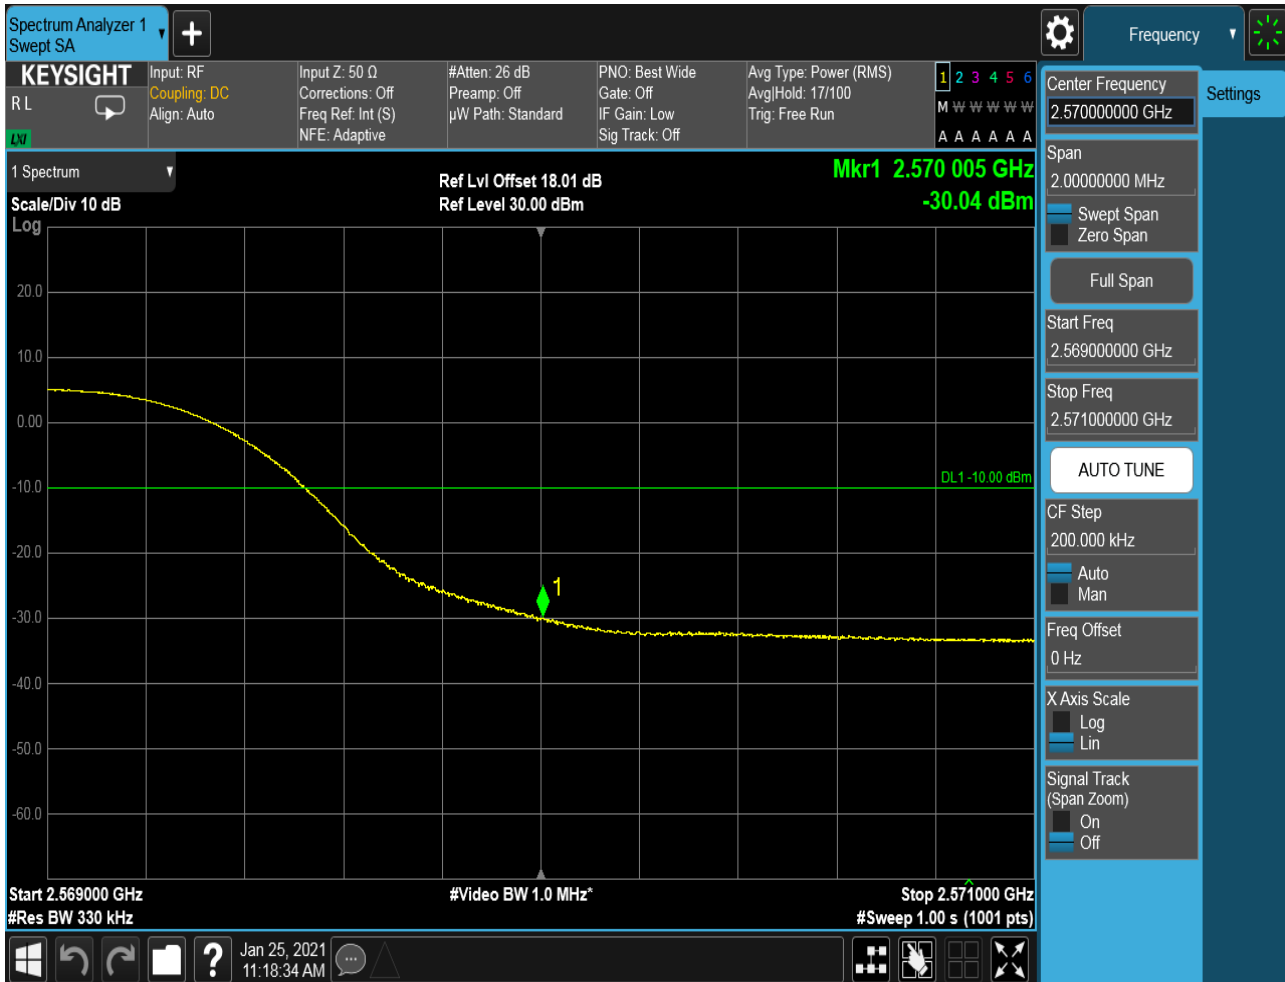 Spectrum Analyzer 1
Swept SA
Frequency
KEYSIGHT
R L
LXI
Input: RF
Coupling: DC
Align: Auto
Input Z: 50 Ω
Corrections: Off
Freq Ref: Int (S)
NFE: Adaptive
#Atten: 26 dB
Preamp: Off
µW Path: Standard
PNO: Best Wide
Gate: Off
IF Gain: Low
Sig Track: Off
Avg Type: Power (RMS)
Avg|Hold: 17/100
Trig: Free Run
1 2 3 4 5 6
M W W W W W
A A A A A A
1 Spectrum
Scale/Div 10 dB
Log
Ref Lvl Offset 18.01 dB
Ref Level 30.00 dBm
Mkr1 2.570 005 GHz
-30.04 dBm
20.0
10.0
0.00
-10.0
-20.0
-30.0
-40.0
-50.0
-60.0
DL1 -10.00 dBm
1
Start 2.569000 GHz
#Res BW 330 kHz
#Video BW 1.0 MHz*
Stop 2.571000 GHz
#Sweep 1.00 s (1001 pts)
?
Jan 25, 2021
11:18:34 AM
Center Frequency
2.570000000 GHz
Settings
Span
2.00000000 MHz
Swept Span
Zero Span
Full Span
Start Freq
2.569000000 GHz
Stop Freq
2.571000000 GHz
AUTO TUNE
CF Step
200.000 kHz
Auto
Man
Freq Offset
0 Hz
X Axis Scale
Log
Lin
Signal Track
(Span Zoom)
On
Off